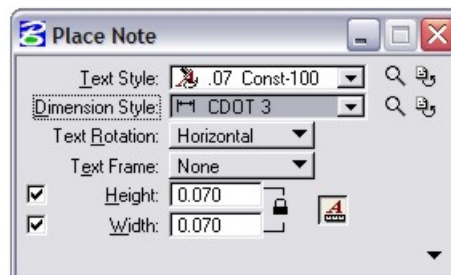 Place Note
Text Style: .07 Const-100
Dimension Style: CDOT 3
Text Rotation: Horizontal
Text Frame: None
Height: 0.070
Width: 0.070
A